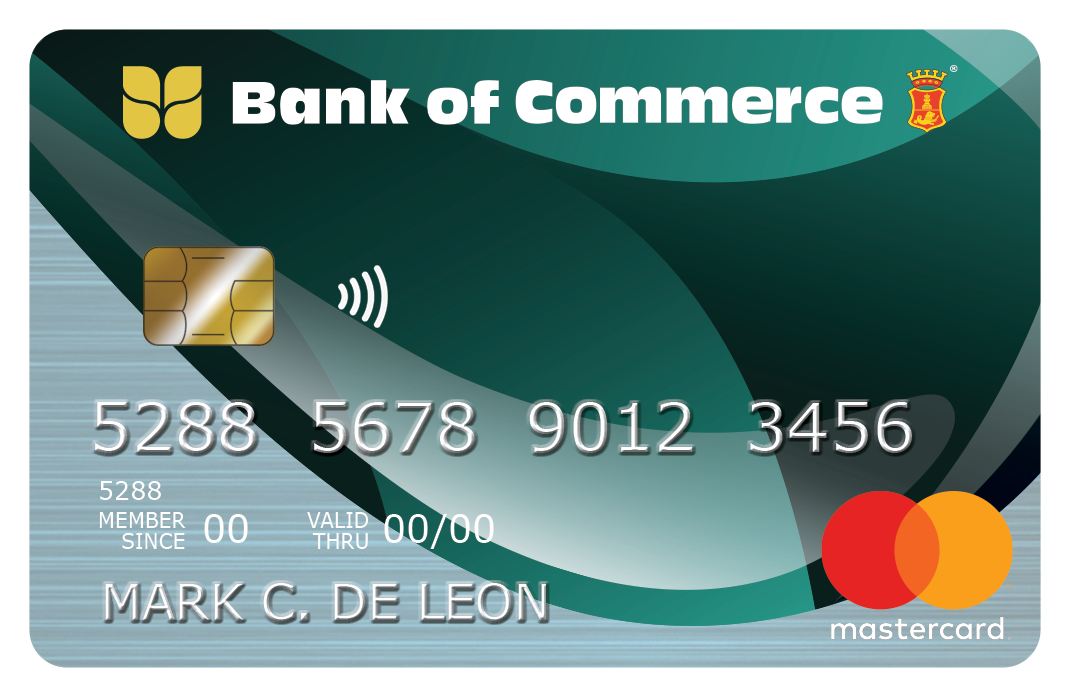 Bank of Commerce ®
5288 5678 9012 3456
5288
MEMBER SINCE 00 VALID THRU 00/00
MARK C. DE LEON
mastercard